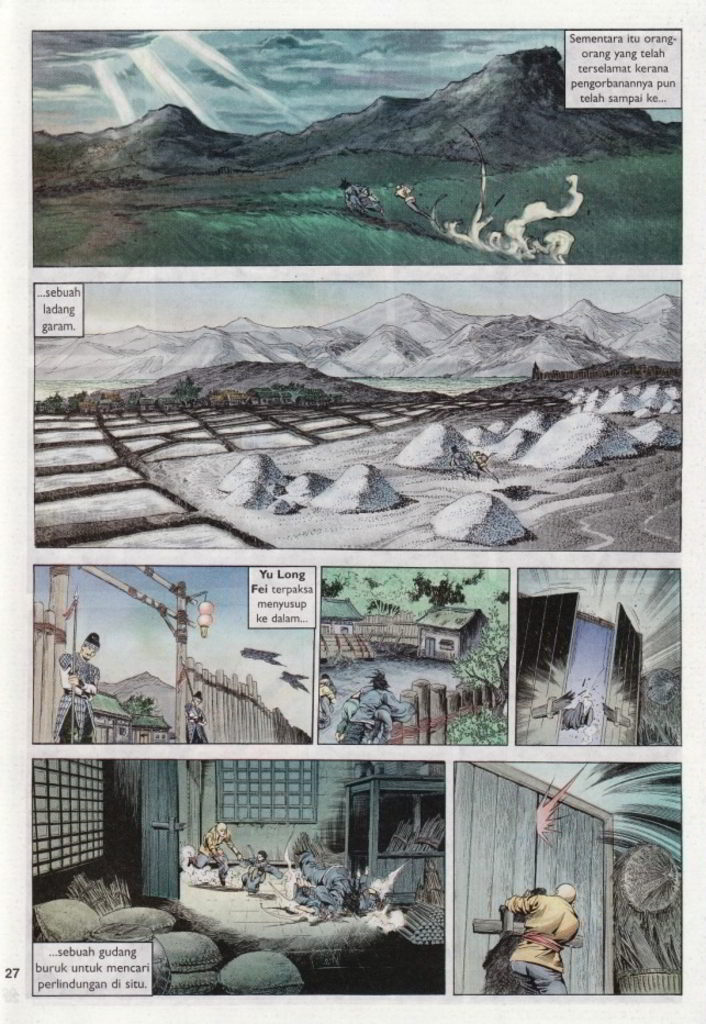 Sementara itu orang-
orang yang telah
terselamat kerana
pengorbanannya pun
telah sampai ke...
...sebuah
ladang
garam.
Yu Long
Fei terpaksa
menyusup
ke dalam...
...sebuah gudang
buruk untuk mencari
perlindungan di situ.
27